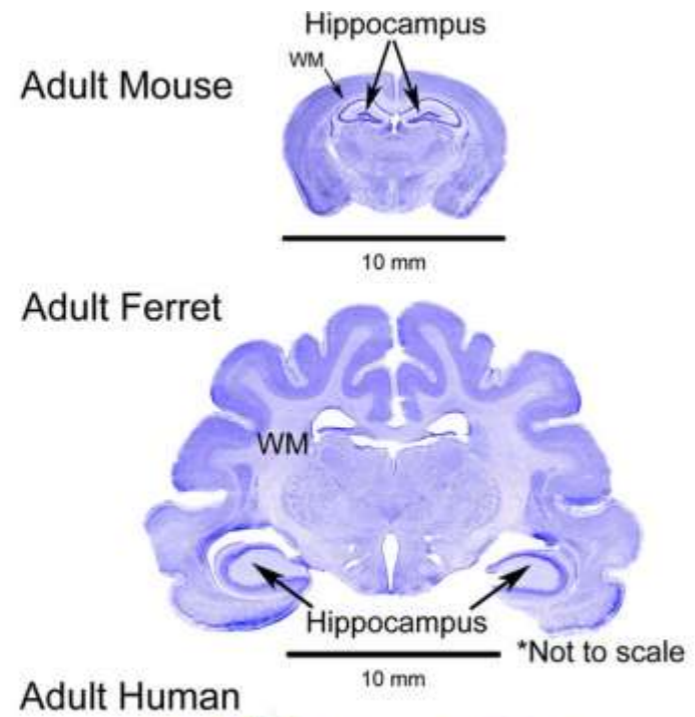 Hippocampus
WM
Adult Mouse
10 mm
Adult Ferret
WM
Hippocampus
*Not to scale
10 mm
Adult Human